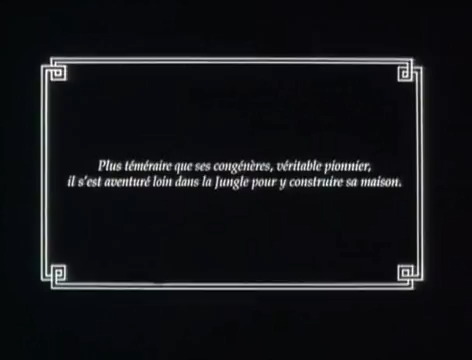 Plus téméraire que ses congénères, véritable pionnier,
il s'est aventuré loin dans la Jungle pour y construire sa maison.